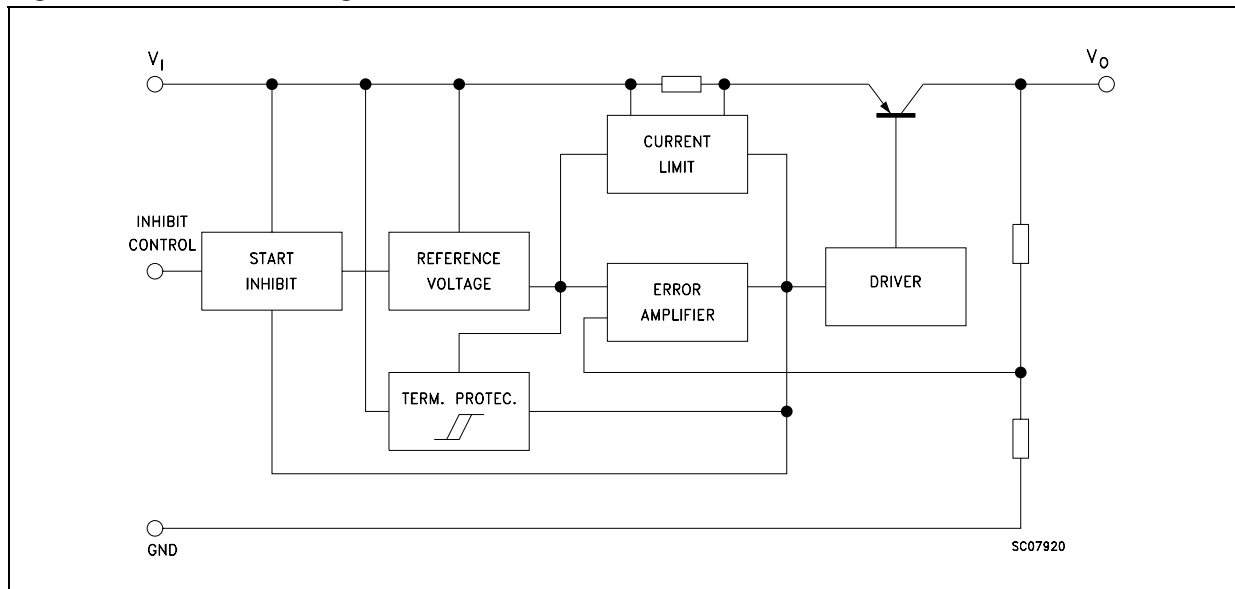 V_I
V_O
CURRENT
LIMIT
INHIBIT
CONTROL
START
INHIBIT
REFERENCE
VOLTAGE
ERROR
AMPLIFIER
DRIVER
TERM. PROTEC.
GND
SC07920